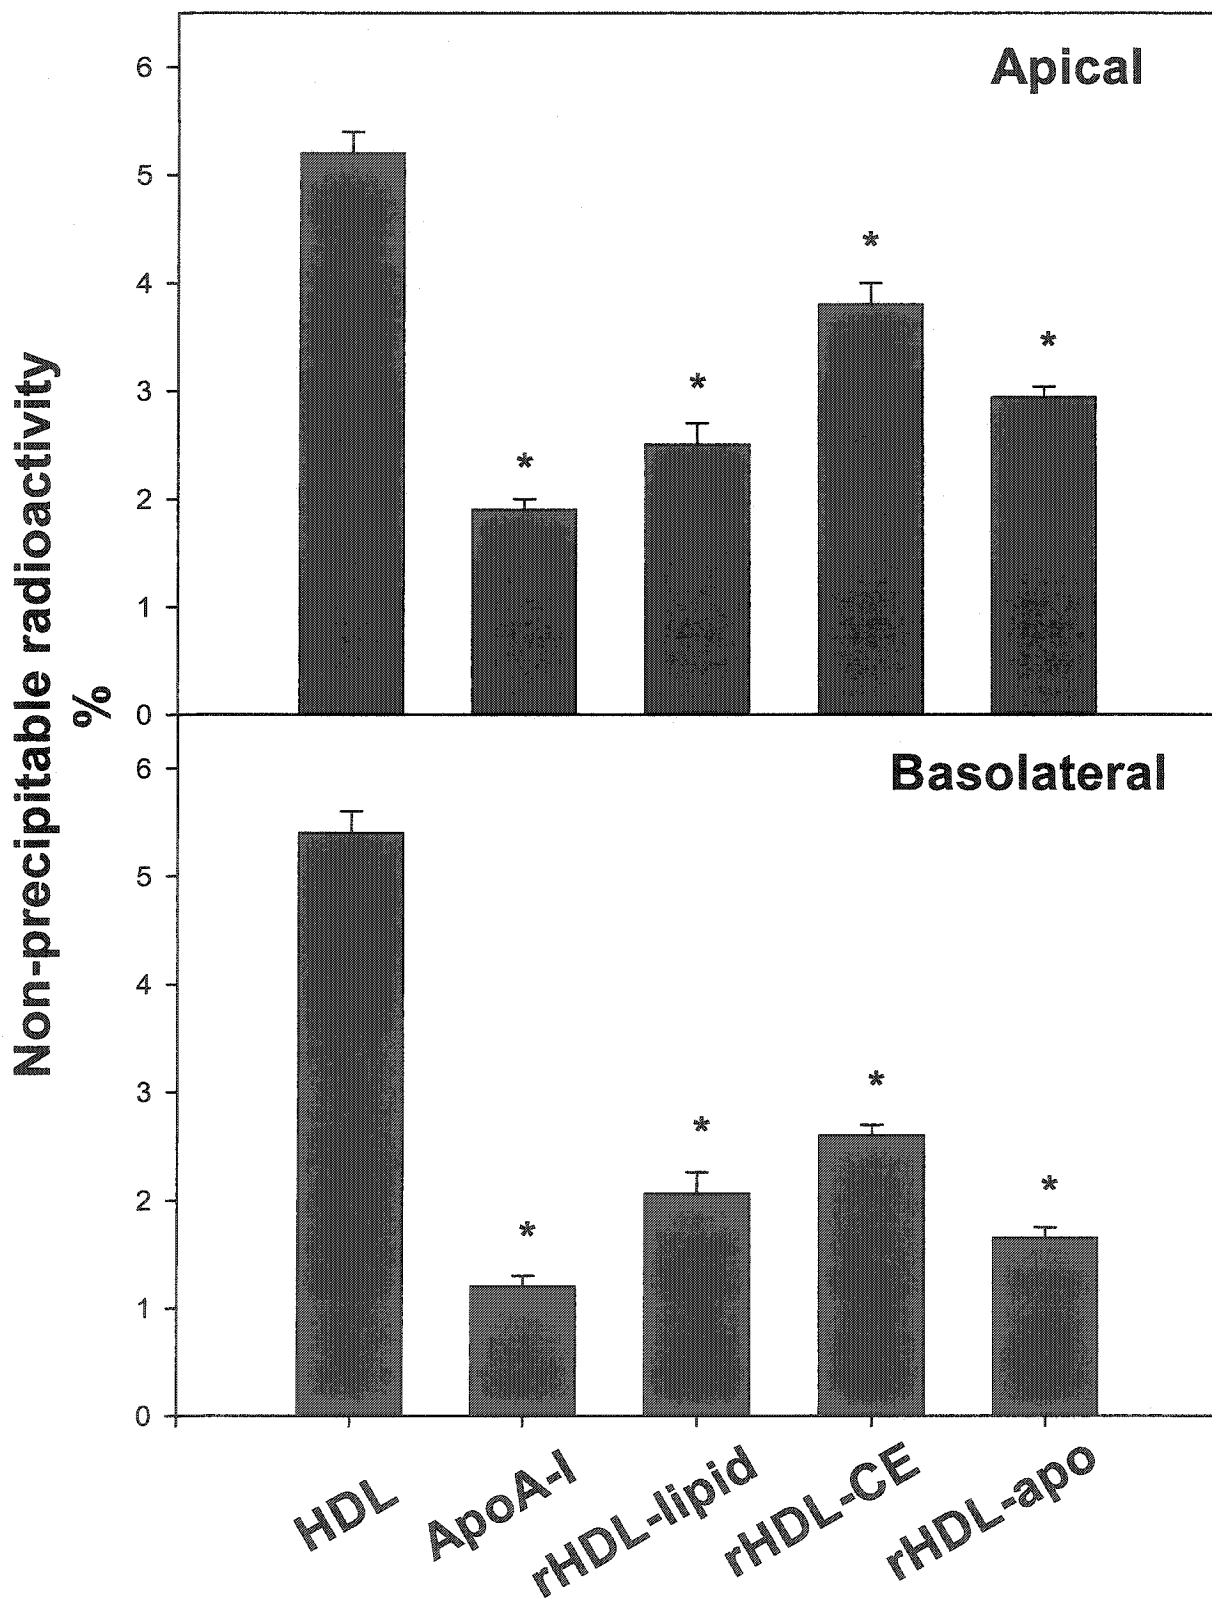 Non-precipitable radioactivity
%
Apical
6
5
*
4
*
3
*
*
2
1
0
Basolateral
6
5
4
3
*
*
2
*
*
1
0
HDL
ApoA-I
rHDL-lipid
rHDL-CE
rHDL-apo